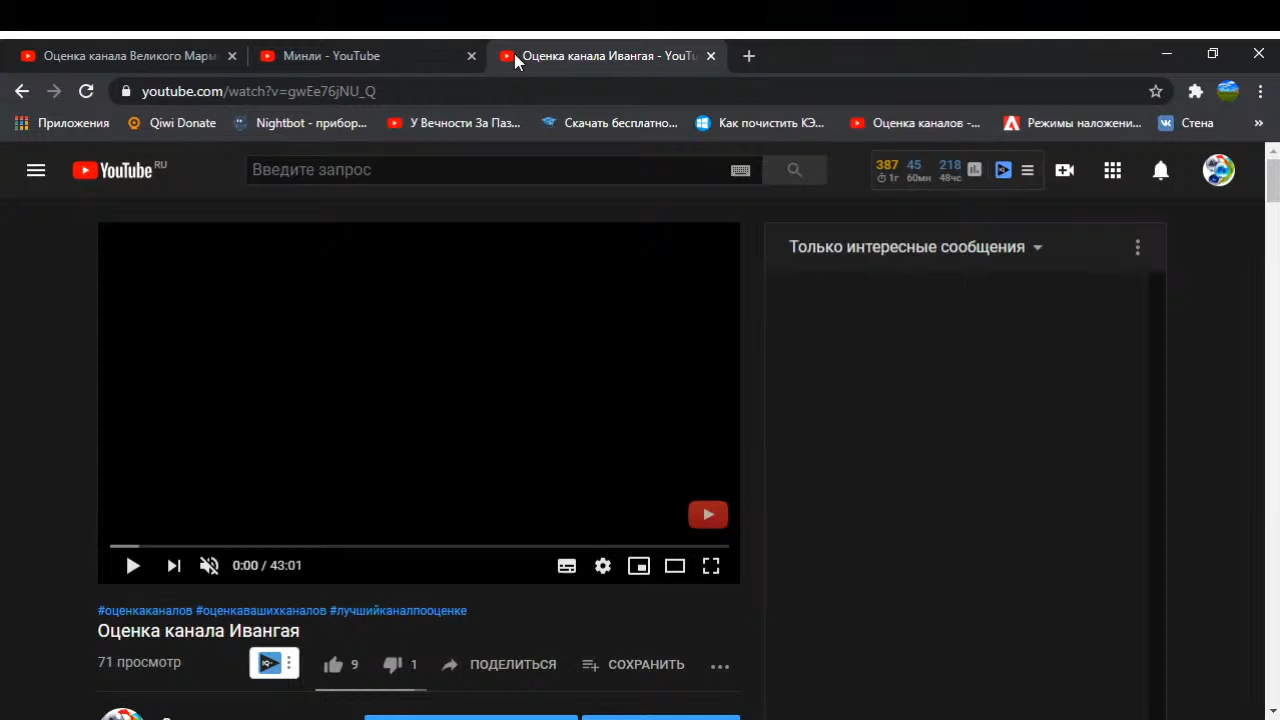 Оценка канала Великого Марм
Минли - YouTube
Оценка канала Ивангая - YouTu
youtube.com/watch?v=gwEe76jNU_Q
Приложения
Qiwi Donate
Nightbot - прибор...
У Вечности За Паз...
Скачать бесплатно...
Как почистить КЭ...
Оценка каналов -...
Режимы наложени...
Стена
»
YouTube RU
Введите запрос
387 45 218
1г 60мн 48чс
Только интересные сообщения
0:00 / 43:01
#оценкаканалов #оценкавашихканалов #лучшийканалпооценке
Оценка канала Ивангая
71 просмотр
9
1
ПОДЕЛИТЬСЯ
СОХРАНИТЬ